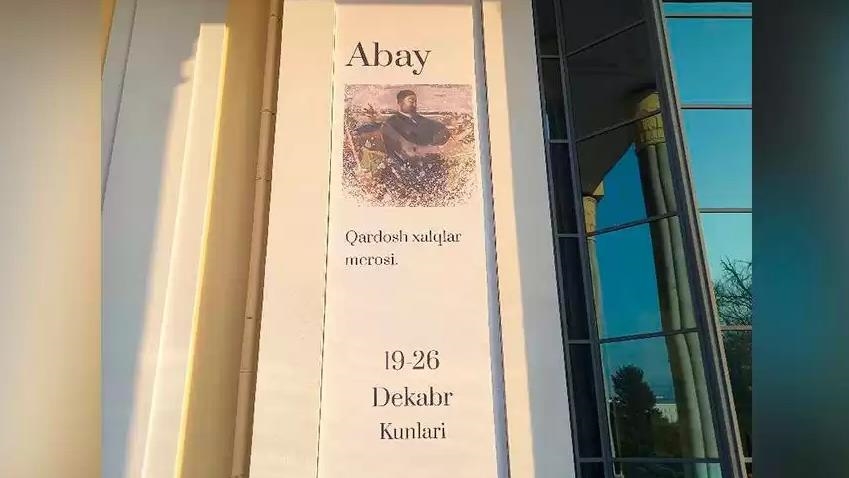 Abay
Qardosh xalqlar
merosi.
19-26
Dekabr
Kunlari